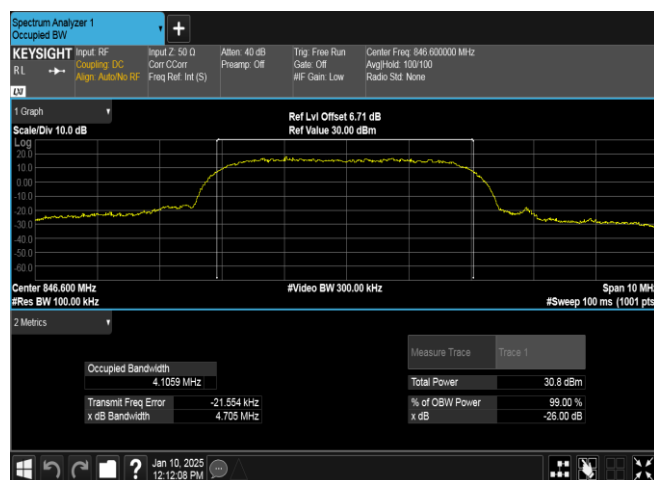 Spectrum Analyzer 1
Occupied BW
+
KEYSIGHT Input: RF Input Z: 50 Ω Atten: 40 dB Trig: Free Run Center Freq: 846.600000 MHz
RL Coupling: DC Corr CCorr Preamp: Off Gate: Off Avg|Hold: 100/100
Align: Auto/No RF Freq Ref: Int (S) #IF Gain: Low Radio Std: None
LXI
1 Graph Ref Lvl Offset 6.71 dB
Scale/Div 10.0 dB Ref Value 30.00 dBm
Log
20.0
10.0
0.00
-10.0
-20.0
-30.0
-40.0
-50.0
-60.0
Center 846.600 MHz #Video BW 300.00 kHz Span 10 MH
#Res BW 100.00 kHz #Sweep 100 ms (1001 pts
2 Metrics
Measure Trace Trace 1
Occupied Bandwidth
4.1059 MHz Total Power 30.8 dBm
Transmit Freq Error -21.554 kHz % of OBW Power 99.00 %
x dB Bandwidth 4.705 MHz x dB -26.00 dB
? Jan 10, 2025
12:12:08 PM